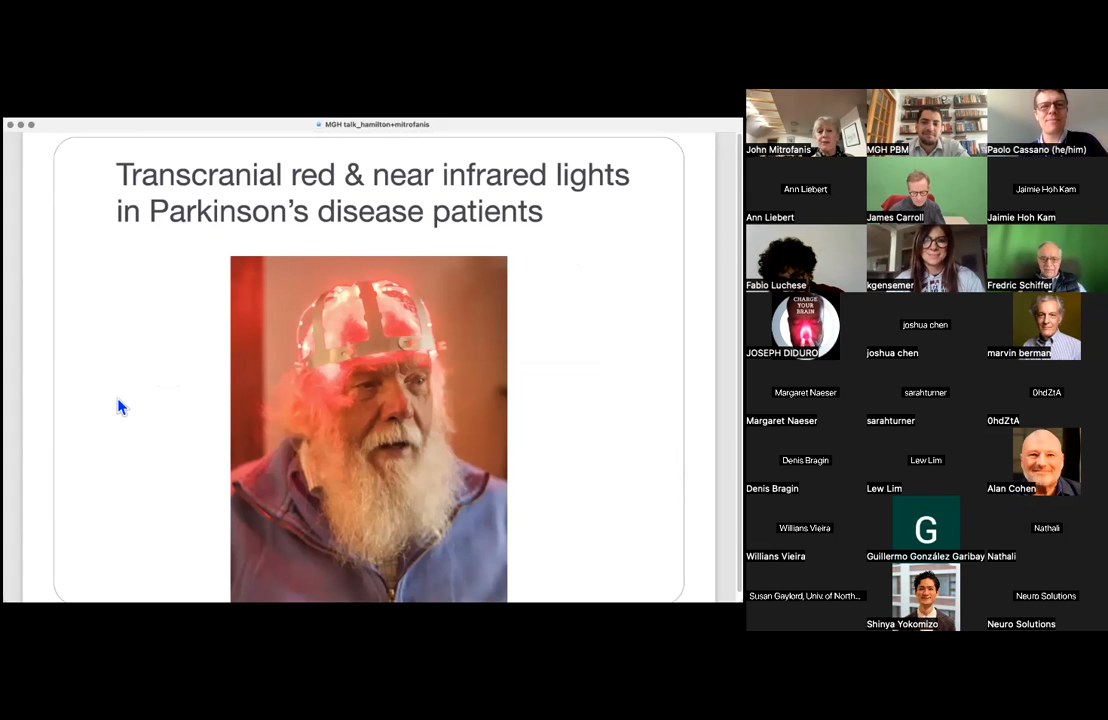 MGH talk_hamilton+mitrofanis
Transcranial red & near infrared lights
in Parkinson's disease patients
John Mitrofanis
MGH PBM
Paolo Cassano (he/him)
Ann Liebert
Ann Liebert
James Carroll
Jaimie Hoh Kam
Jaimie Hoh Kam
Fabio Luchese
kgensemer
Fredric Schiffer
CHARGE
YOUR
BRAIN
JOSEPH DIDURO
joshua chen
joshua chen
marvin berman
Margaret Naeser
Margaret Naeser
sarahturner
sarahturner
0hdZtA
0hdZtA
Denis Bragin
Denis Bragin
Lew Lim
Lew Lim
Alan Cohen
Willians Vieira
Willians Vieira
G
Guillermo González Garibay
Nathali
Nathali
Susan Gaylord, Univ. of North...
Shinya Yokomizo
Neuro Solutions
Neuro Solutions